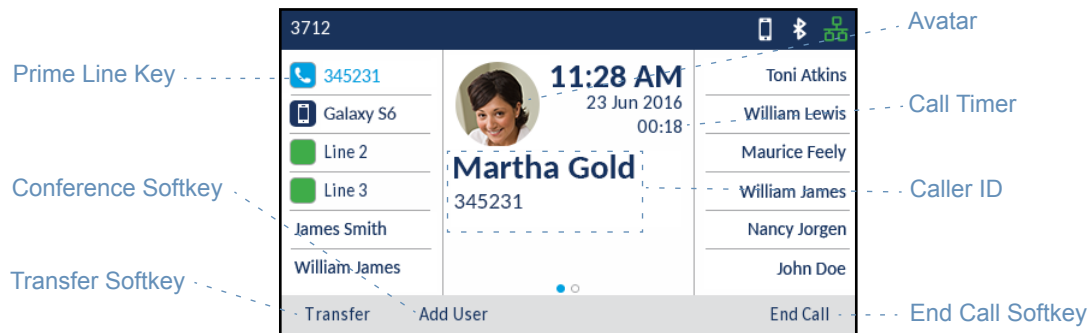 Avatar
3712
Prime Line Key
345231
11:28 AM
Toni Atkins
23 Jun 2016
Call Timer
Galaxy S6
00:18
William Lewis
Line 2
Maurice Feely
Martha Gold
Conference Softkey
Line 3
345231
William James
Caller ID
James Smith
Nancy Jorgen
William James
John Doe
Transfer Softkey
Transfer
Add User
End Call
End Call Softkey